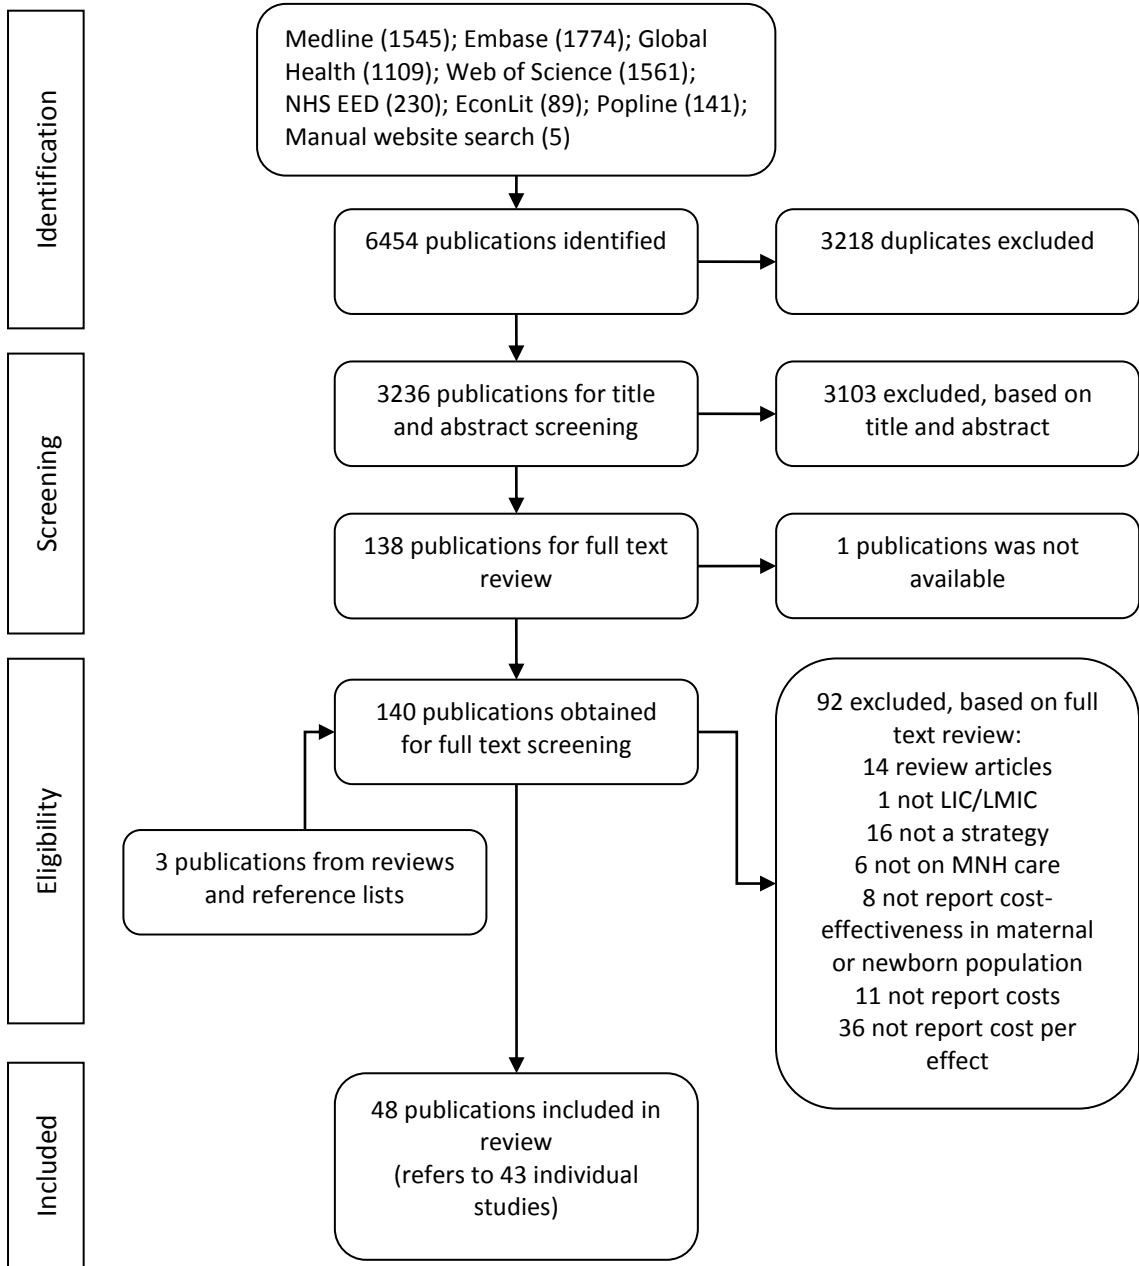 Identification
Medline (1545); Embase (1774); Global
Health (1109); Web of Science (1561);
NHS EED (230); EconLit (89); Popline (141);
Manual website search (5)
6454 publications identified
3218 duplicates excluded
Screening
3236 publications for title
and abstract screening
3103 excluded, based on
title and abstract
138 publications for full text
review
1 publications was not
available
Eligibility
140 publications obtained
for full text screening
3 publications from reviews
and reference lists
92 excluded, based on full
text review:
14 review articles
1 not LIC/LMIC
16 not a strategy
6 not on MNH care
8 not report cost-
effectiveness in maternal
or newborn population
11 not report costs
36 not report cost per
effect
Included
48 publications included in
review
(refers to 43 individual
studies)